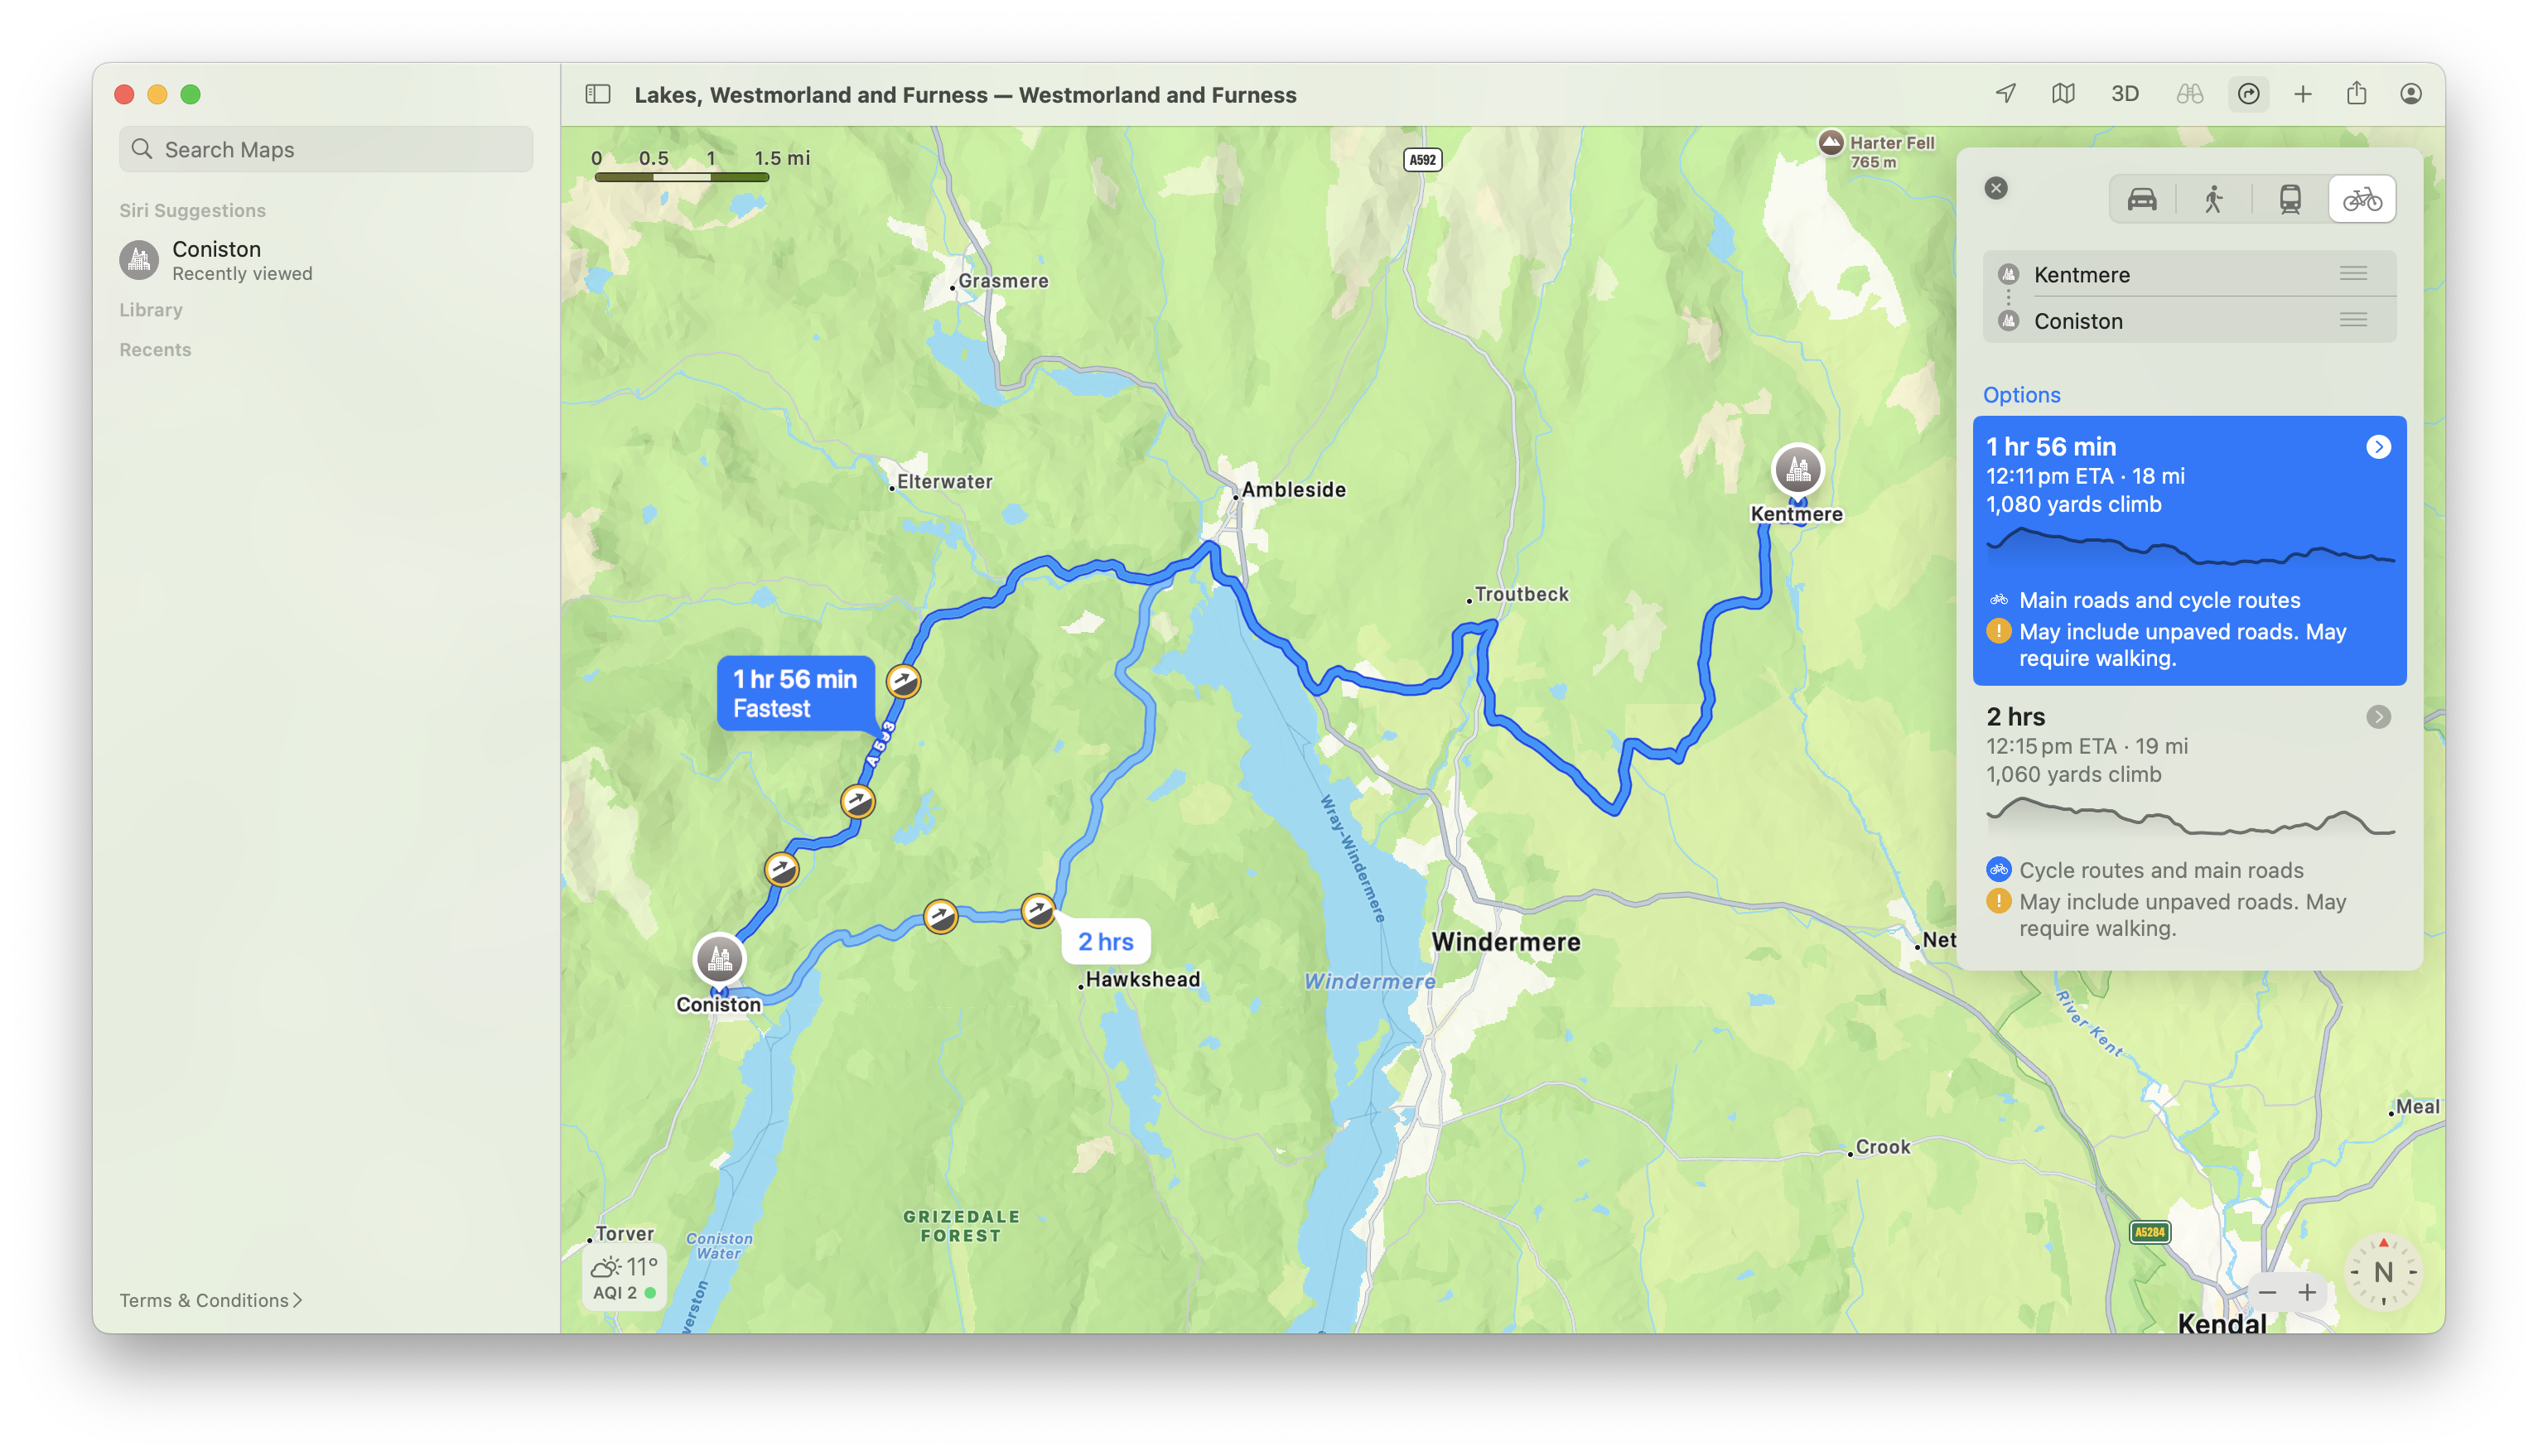 Search Maps
Siri Suggestions
Coniston
Recently viewed
Library
Recents
Terms & Conditions
Lakes, Westmorland and Furness — Westmorland and Furness
3D
0 0.5 1 1.5 mi
A592
Harter Fell
765 m
Grasmere
Elterwater
Ambleside
Kentmere
Troutbeck
1 hr 56 min
Fastest
A593
Wray-Windermere
2 hrs
Hawkshead
Windermere
Windermere
Coniston
Net
River Kent
Meal
Crook
GRIZEDALE
FOREST
Torver
Coniston
Water
verston
11°
AQI 2
A5284
N
Kendal
Kentmere
Coniston
Options
1 hr 56 min
12:11 pm ETA · 18 mi
1,080 yards climb
Main roads and cycle routes
May include unpaved roads. May
require walking.
2 hrs
12:15 pm ETA · 19 mi
1,060 yards climb
Cycle routes and main roads
May include unpaved roads. May
require walking.